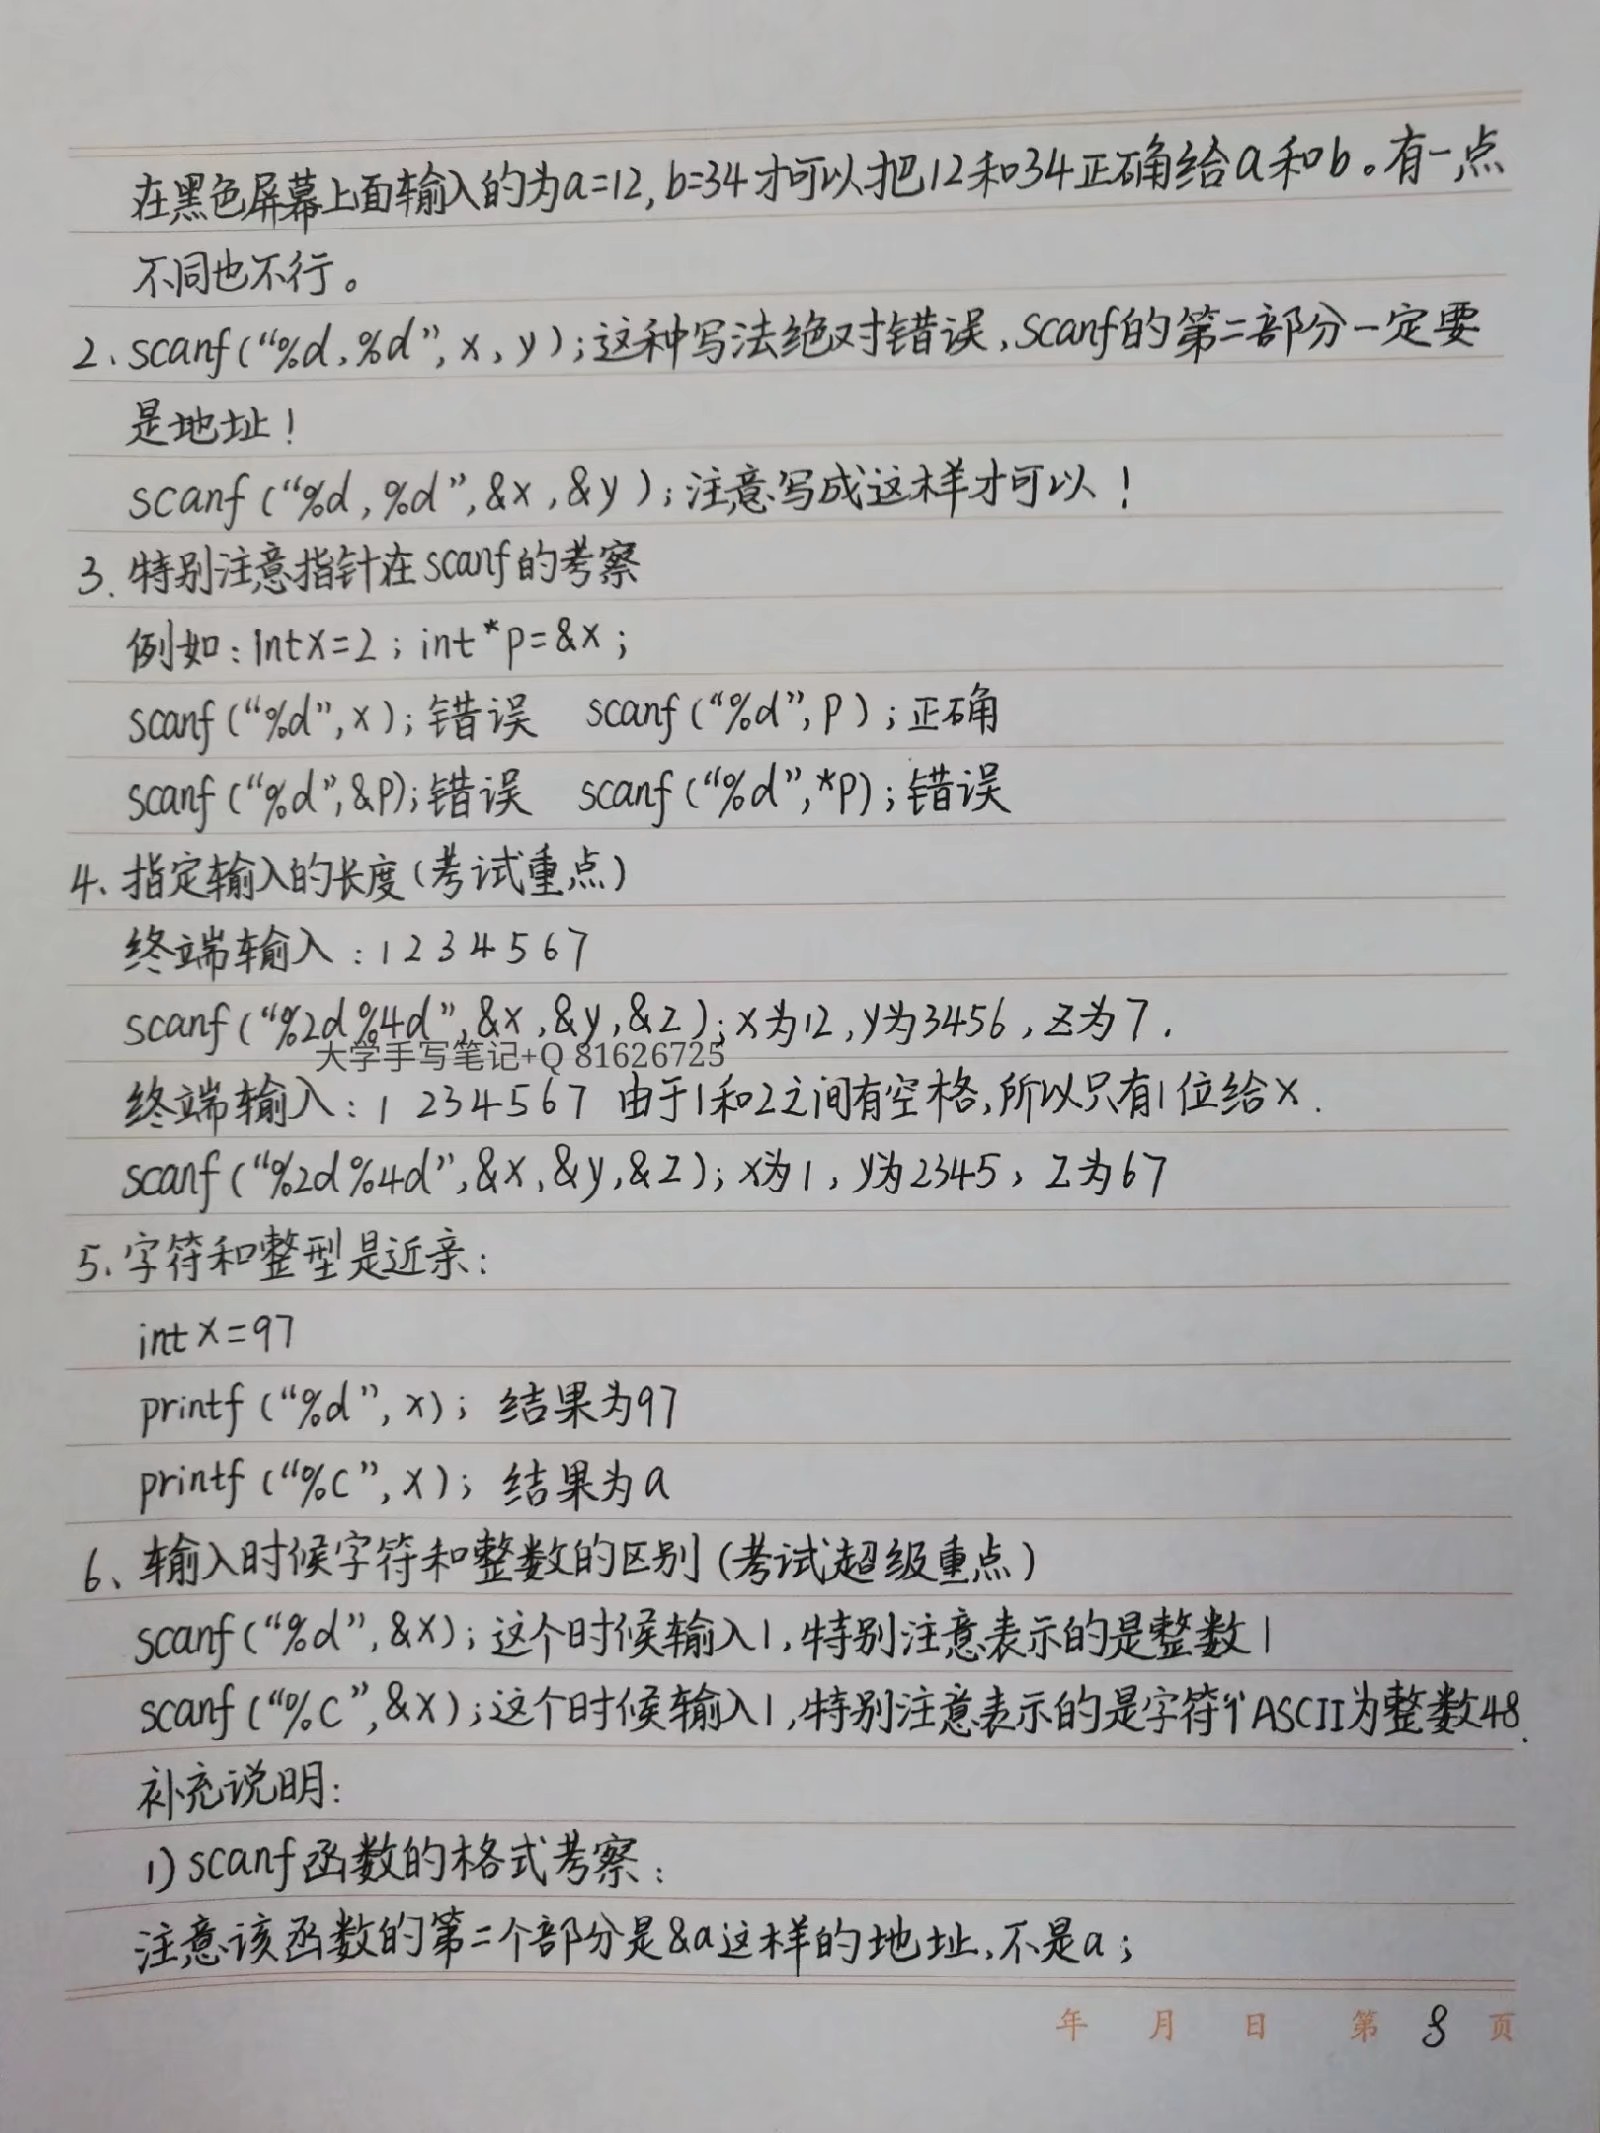 在黑色屏幕上面输入的为a=12,b=34才可以把12和34正确给a和b。有一点
不同也不行。
2、scanf(“%d,%d”,x,y);这种写法绝对错误,scanf的第二部分一定要
是地址!
scanf(“%d,%d”,&x,&y);注意写成这样才可以!
3.特别注意指针在scanf的考察
例如:intx=2;int*p=&x;
scanf(“%d”,x);错误 scanf(“%d”,p);正确
scanf(“%d”,&p);错误 scanf(“%d”,*p);错误
4、指定输入的长度(考试重点)
终端输入:1234567
scanf(“%2d%4d”,&x,&y,&z);x为12,y为3456,z为7.
大学手写笔记+Q 81626725
终端输入:1 234567 由于1和2之间有空格,所以只有1位给x.
scanf(“%2d%4d”,&x,&y,&z);x为1,y为2345,z为67
5、字符和整型是近亲:
int x=97
printf(“%d”,x); 结果为97
printf(“%c”,x); 结果为a
6、输入时候字符和整数的区别(考试超级重点)
scanf(“%d”,&x);这个时候输入1,特别注意表示的是整数1
scanf(“%c”,&x);这个时候输入1,特别注意表示的是字符‘1’ASCII为整数48.
补充说明:
1)scanf函数的格式考察:
注意该函数的第二个部分是&a这样的地址,不是a;
年 月 日 第 8 页